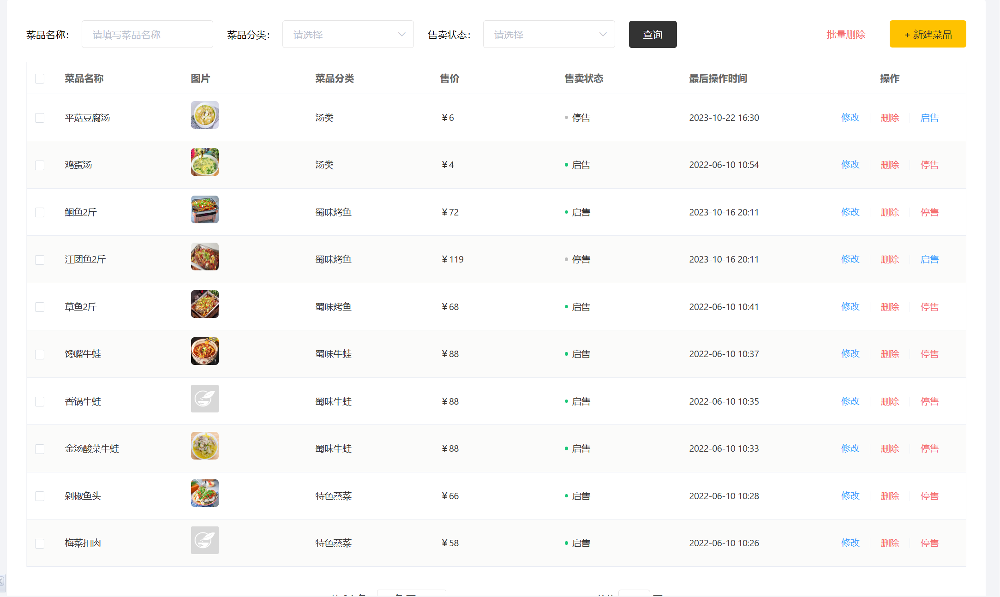 菜品名称： 请填写菜品名称 菜品分类： 请选择 售卖状态： 请选择 查询 批量删除 + 新建菜品
菜品名称 图片 菜品分类 售价 售卖状态 最后操作时间 操作
平菇豆腐汤 汤类 ￥6 停售 2023-10-22 16:30 修改 删除 启售
鸡蛋汤 汤类 ￥4 启售 2022-06-10 10:54 修改 删除 停售
鮰鱼2斤 蜀味烤鱼 ￥72 启售 2023-10-16 20:11 修改 删除 停售
江团鱼2斤 蜀味烤鱼 ￥119 停售 2023-10-16 20:11 修改 删除 启售
草鱼2斤 蜀味烤鱼 ￥68 启售 2022-06-10 10:41 修改 删除 停售
馋嘴牛蛙 蜀味牛蛙 ￥88 启售 2022-06-10 10:37 修改 删除 停售
香锅牛蛙 蜀味牛蛙 ￥88 启售 2022-06-10 10:35 修改 删除 停售
金汤酸菜牛蛙 蜀味牛蛙 ￥88 启售 2022-06-10 10:33 修改 删除 停售
剁椒鱼头 特色蒸菜 ￥66 启售 2022-06-10 10:28 修改 删除 停售
梅菜扣肉 特色蒸菜 ￥58 启售 2022-06-10 10:26 修改 删除 停售